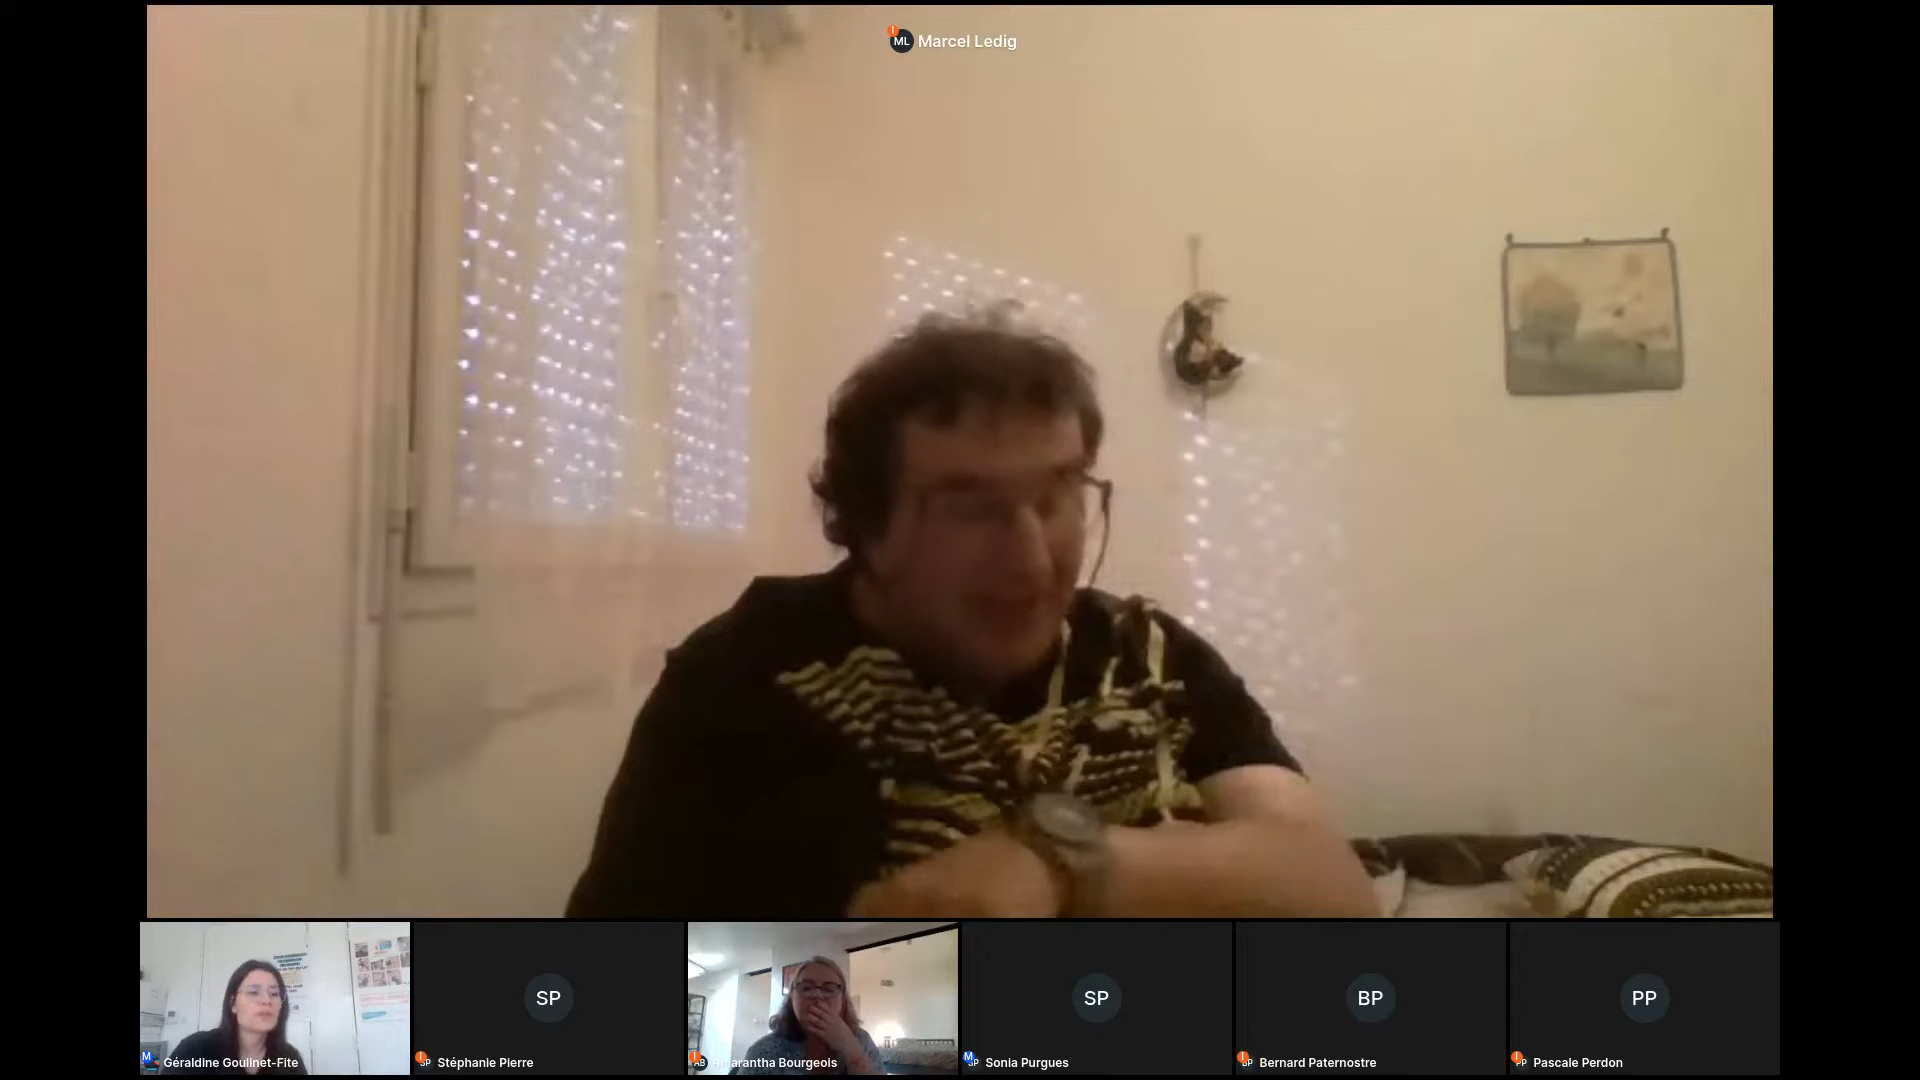 ML Marcel Ledig
SP
SP
BP
PP
M Géraldine Goulinet-Fite
Stéphanie Pierre
arantha Bourgeois
M Sonia Purgues
Bernard Paternostre
Pascale Perdon